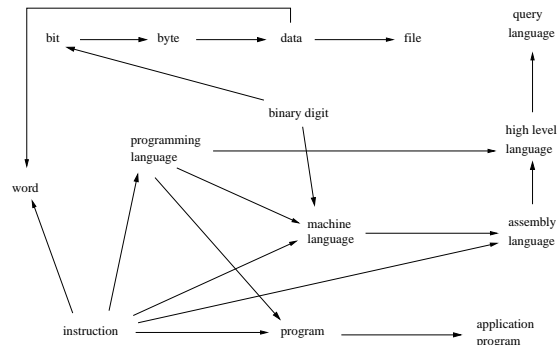 query
language
bit
byte
data
file
binary digit
high level
language
programming
language
word
machine
language
assembly
language
instruction
program
application
program